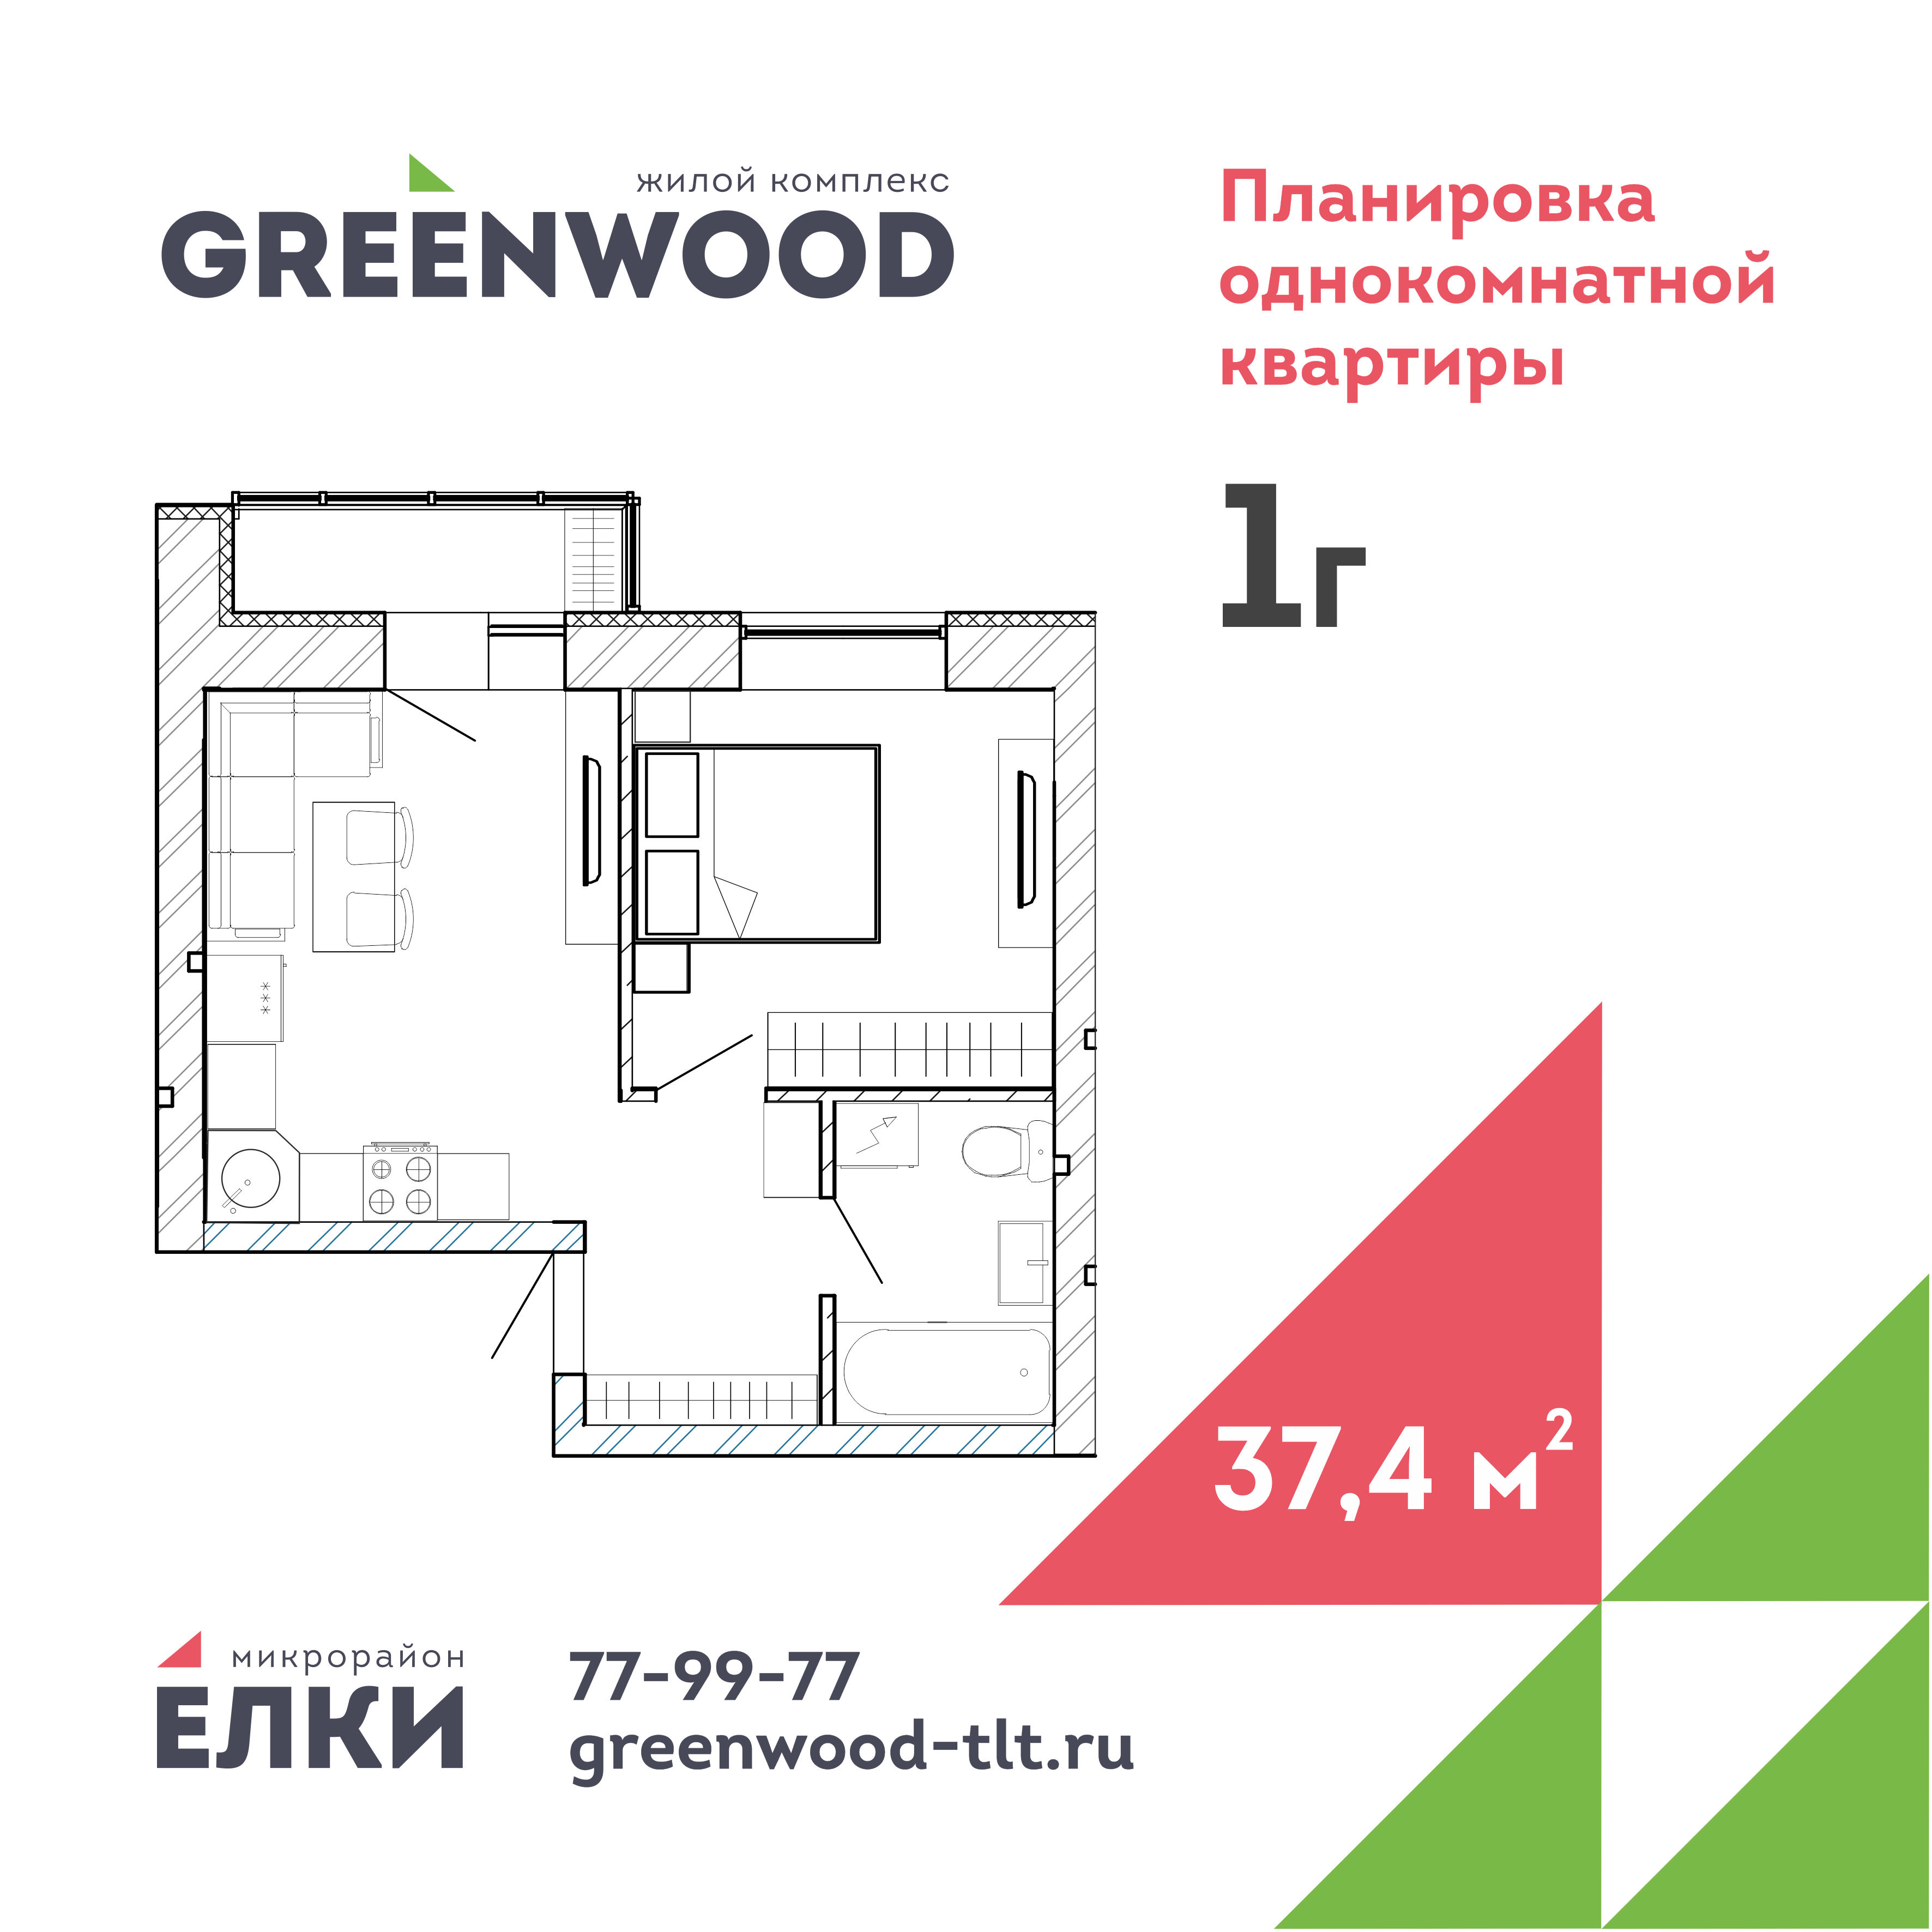 жилой комплекс
GREENWOOD
Планировка
однокомнатной
квартиры
1г
37,4 м²
микрорайон
ЕЛКИ
77-99-77
greenwood-tlt.ru